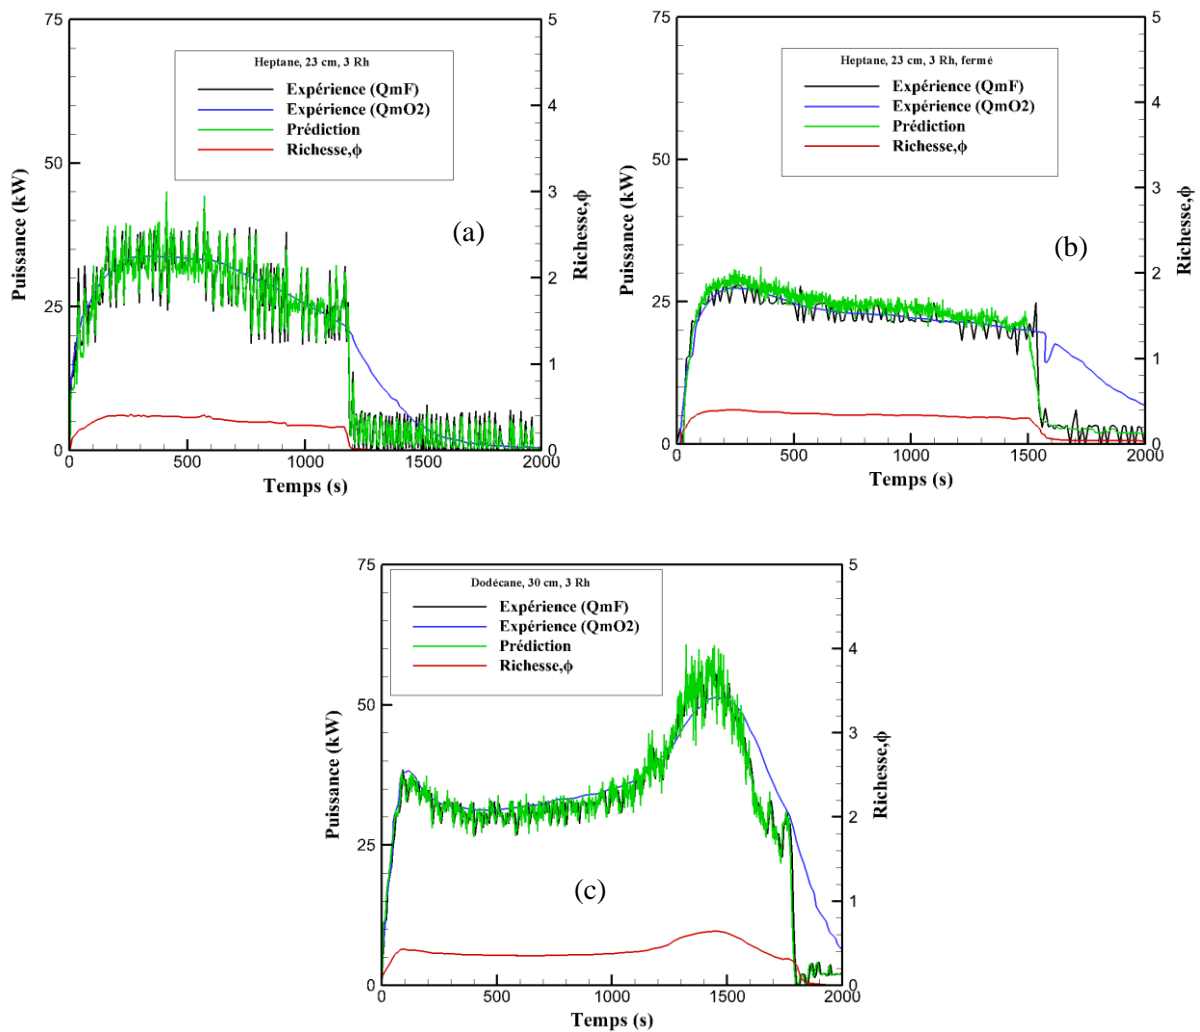 75
5
Heptane, 23 cm, 3 Rh
Expérience (QmF)
Expérience (QmO2)
Prédiction
Richesse,ϕ
4
50
3
(a)
Puissance (kW)
Richesse,ϕ
25
2
1
0
0
0
500
1000
1500
2000
Temps (s)
75
5
Heptane, 23 cm, 3 Rh, fermé
Expérience (QmF)
Expérience (QmO2)
Prédiction
Richesse,ϕ
4
50
3
(b)
Puissance (kW)
Richesse,ϕ
25
2
1
0
0
0
500
1000
1500
2000
Temps (s)
75
5
Dodécane, 30 cm, 3 Rh
Expérience (QmF)
Expérience (QmO2)
Prédiction
Richesse,ϕ
4
50
3
Puissance (kW)
Richesse,ϕ
25
2
(c)
1
0
0
0
500
1000
1500
2000
Temps (s)